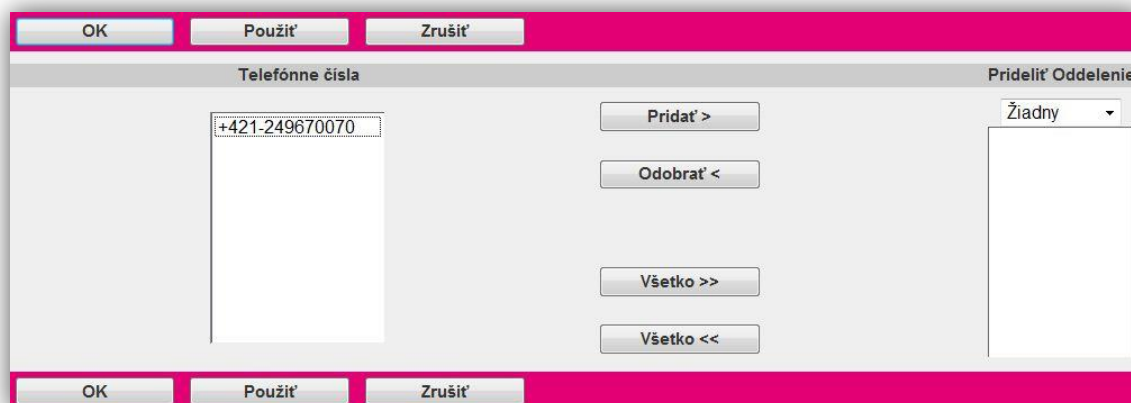 OK Použiť Zrušiť
Telefónne čísla Prideliť Oddelenie
+421-249670070 Pridať > Žiadny
Odobrať <
Všetko >>
Všetko <<
OK Použiť Zrušiť